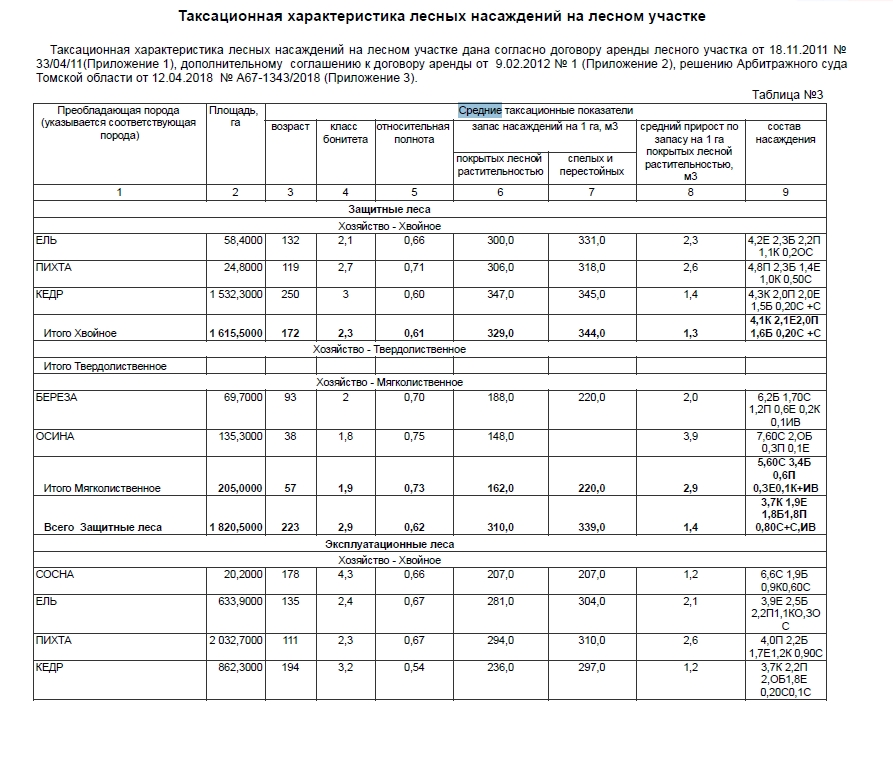 Таксационная характеристика лесных насаждений на лесном участке
Таксационная характеристика лесных насаждений на лесном участке дана согласно договору аренды лесного участка от 18.11.2011 №
33/04/11(Приложение 1), дополнительному соглашению к договору аренды от 9.02.2012 № 1 (Приложение 2), решению Арбитражного суда
Томской области от 12.04.2018 № А67-1343/2018 (Приложение 3).
Таблица №3
Преобладающая порода
(указывается соответствующая
порода)
Площадь,
га
Средние таксационные показатели
возраст
класс
бонитета
относительная
полнота
запас насаждений на 1 га, м3
покрытых лесной
растительностью
спелых и
перестойных
средний прирост по
запасу на 1 га
покрытых лесной
растительностью,
м3
состав
насаждения
1 2 3 4 5 6 7 8 9
Защитные леса
Хозяйство - Хвойное
ЕЛЬ 58,4000 132 2,1 0,66 300,0 331,0 2,3 4,2Е 2,3Б 2,2П
1,1К 0,2ОС
ПИХТА 24,8000 119 2,7 0,71 306,0 318,0 2,6 4,8П 2,3Б 1,4Е
1,0К 0,50С
КЕДР 1 532,3000 250 3 0,60 347,0 345,0 1,4 4,3К 2,0П 2,0Е
1,5Б 0,20С +С
Итого Хвойное 1 615,5000 172 2,3 0,61 329,0 344,0 1,3 4,1К 2,1Е2,0П
1,6Б 0,20С +С
Хозяйство - Твердолиственное
Итого Твердолиственное
Хозяйство - Мягколиственное
БЕРЕЗА 69,7000 93 2 0,70 188,0 220,0 2,0 6,2Б 1,70С
1,2П 0,6Е 0,2К
0,1ИВ
ОСИНА 135,3000 38 1,8 0,75 148,0 3,9 7,60С 2,ОБ
0,3П 0,1Е
Итого Мягколиственное 205,0000 57 1,9 0,73 162,0 220,0 2,9 5,60С 3,4Б
0,6П
0,3Е0,1К+ИВ
Всего Защитные леса 1 820,5000 223 2,9 0,62 310,0 339,0 1,4 3,7К 1,9Е
1,8Б1,8П
0,80С+С,ИВ
Эксплуатационные леса
Хозяйство - Хвойное
СОСНА 20,2000 178 4,3 0,66 207,0 207,0 1,2 6,6С 1,9Б
0,9К0,60С
ЕЛЬ 633,9000 135 2,4 0,67 281,0 304,0 2,1 3,9Е 2,5Б
2,2П1,1КО,3О
С
ПИХТА 2 032,7000 111 2,3 0,67 294,0 310,0 2,6 4,0П 2,2Б
1,7Е1,2К 0,90С
КЕДР 862,3000 194 3,2 0,54 236,0 297,0 1,2 3,7К 2,2П
2,ОБ1,8Е
0,20С0,1С